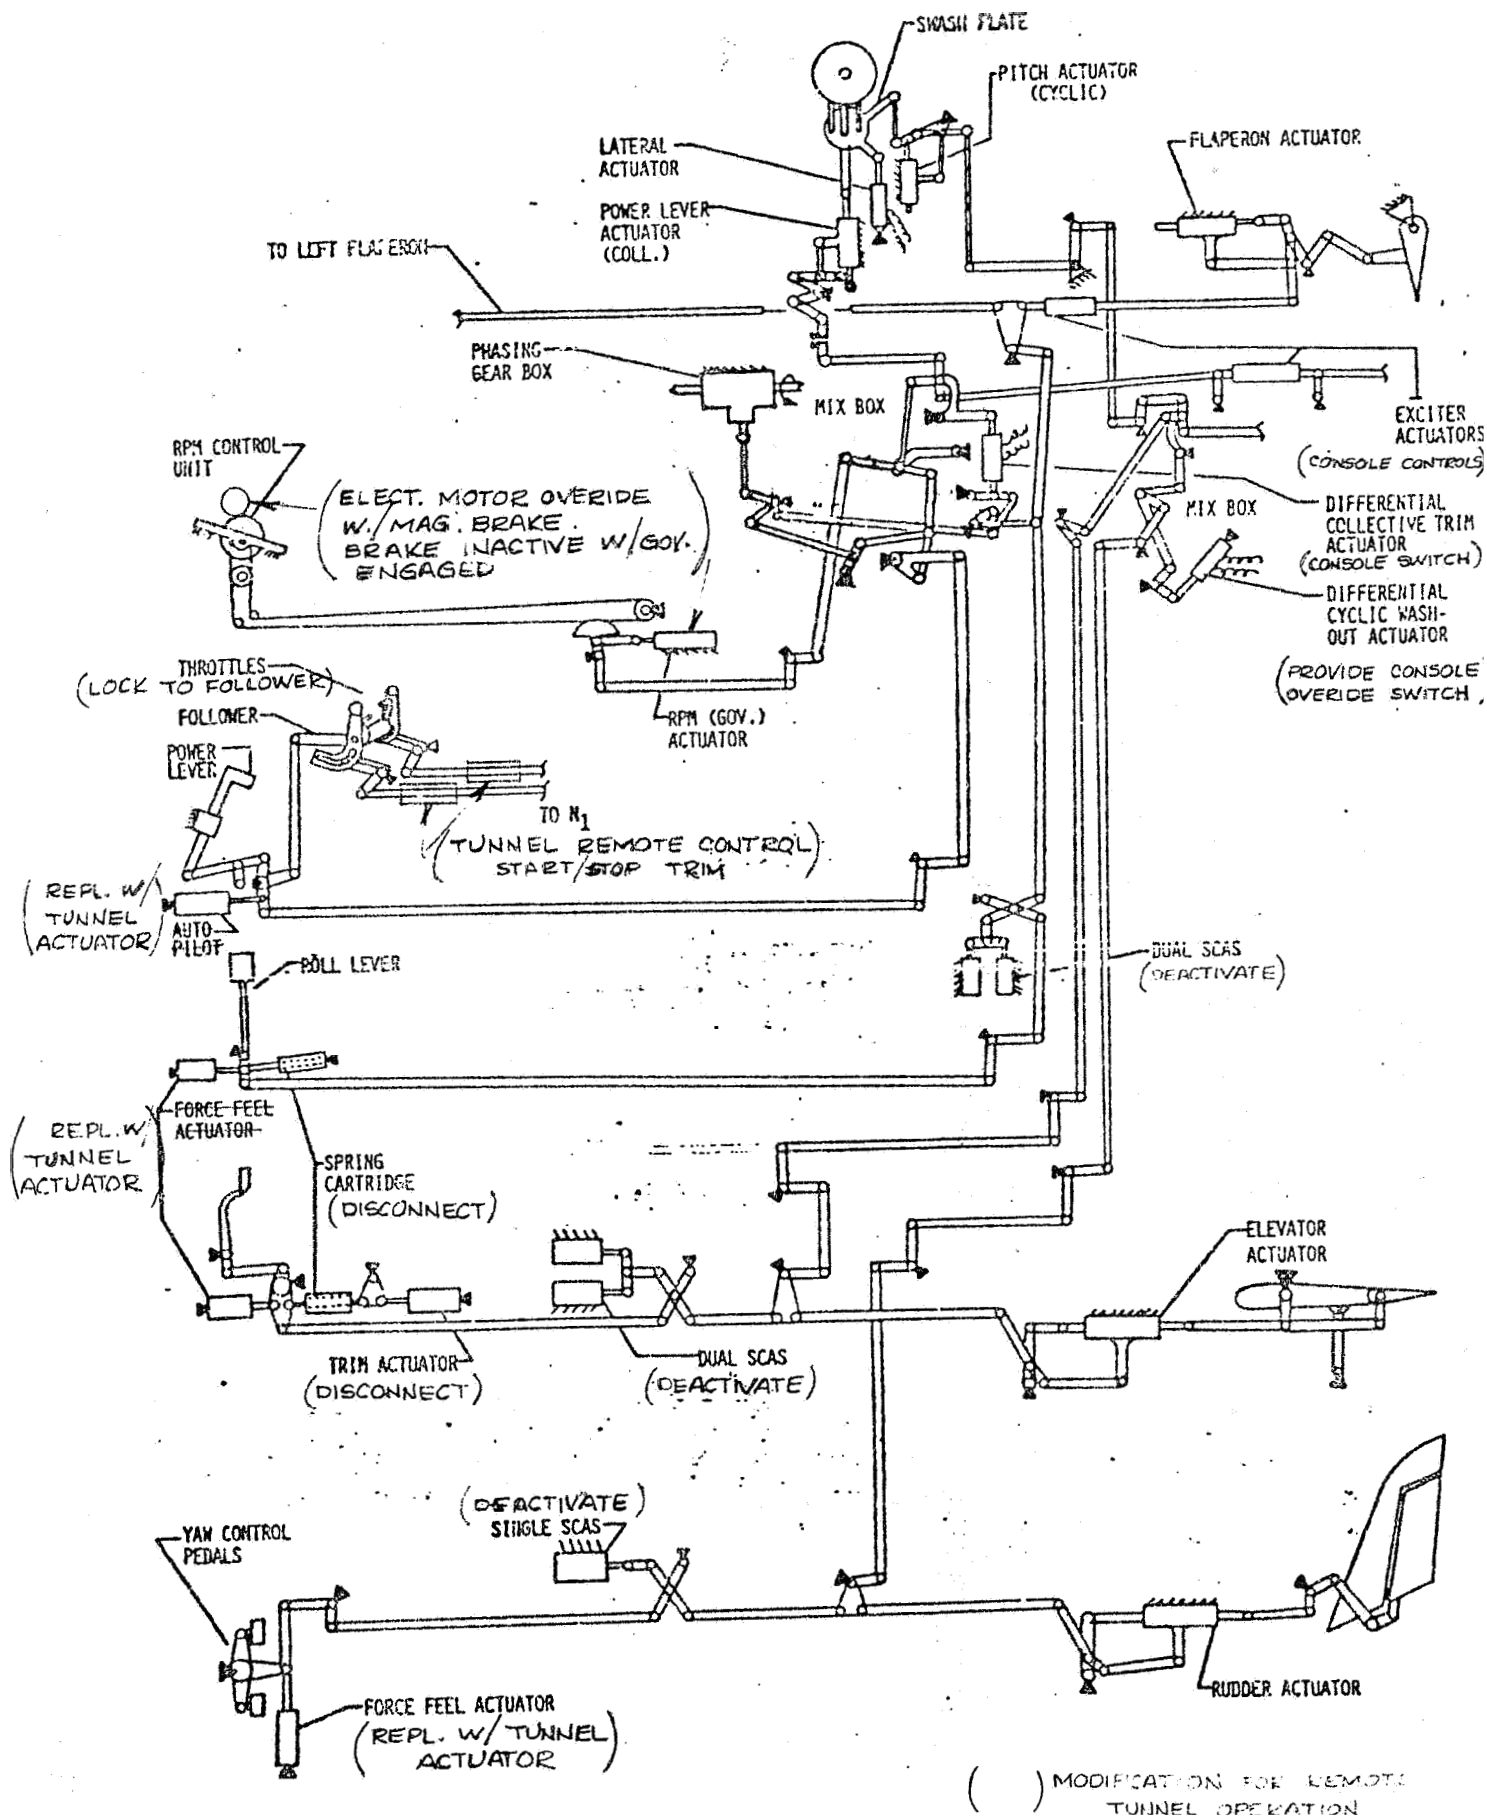 SWASH PLATE
PITCH ACTUATOR
(CYCLIC)
FLAPERON ACTUATOR
LATERAL
ACTUATOR
POWER LEVER
ACTUATOR
(COLL.)
TO LEFT FLAPERON
PHASING
GEAR BOX
MIX BOX
EXCITER
ACTUATORS
(CONSOLE CONTROLS)
RPM CONTROL
UNIT
(ELECT. MOTOR OVERIDE
W./MAG. BRAKE.
BRAKE INACTIVE W/GOV.
ENGAGED)
MIX BOX
DIFFERENTIAL
COLLECTIVE TRIM
ACTUATOR
(CONSOLE SWITCH)
DIFFERENTIAL
CYCLIC WASH-
OUT ACTUATOR
(PROVIDE CONSOLE
OVERIDE SWITCH.
THROTTLES
(LOCK TO FOLLOWER)
FOLLOWER
RPM (GOV.)
ACTUATOR
POWER
LEVER
TO N1
(TUNNEL REMOTE CONTROL
START/STOP TRIM)
(REPL. W/
TUNNEL
ACTUATOR)
AUTO
PILOT
ROLL LEVER
DUAL SCAS
(DEACTIVATE)
FORCE FEEL
ACTUATOR
(REPL. W/
TUNNEL
ACTUATOR)
SPRING
CARTRIDGE
(DISCONNECT)
ELEVATOR
ACTUATOR
TRIM ACTUATOR
(DISCONNECT)
DUAL SCAS
(DEACTIVATE)
(DEACTIVATE)
SINGLE SCAS
YAW CONTROL
PEDALS
RUDDER ACTUATOR
FORCE FEEL ACTUATOR
(REPL. W/ TUNNEL
ACTUATOR)
( ) MODIFICATION FOR REMOTE
TUNNEL OPERATION